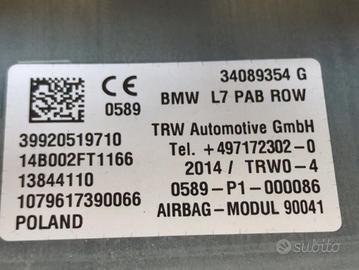 34089354 G
CE
0589
BMW L7 PAB ROW
39920519710
14B002FT1166
13844110
1079617390066
POLAND
TRW Automotive GmbH
Tel. +497172302-0
2014 / TRW0-4
0589-P1-000086
AIRBAG-MODUL 90041
subito